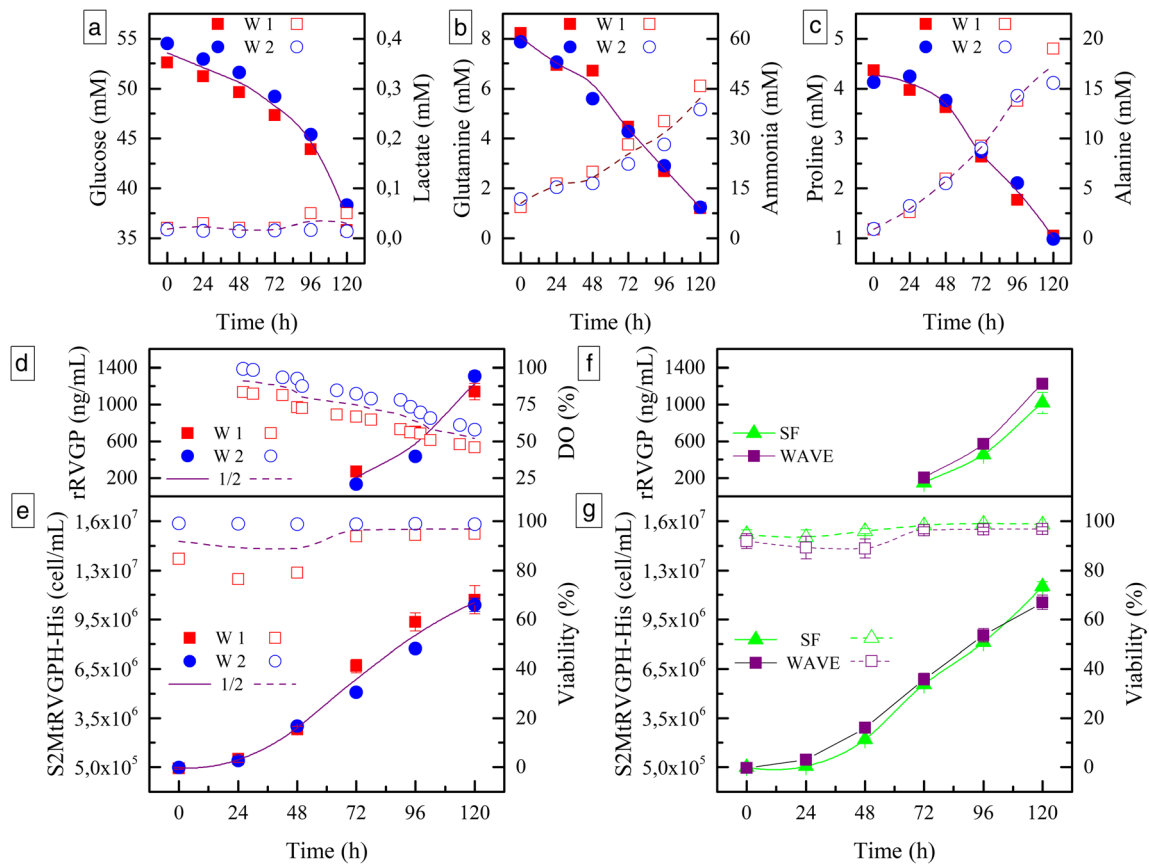 a
W 1
W 2
Glucose (mM)
55
50
45
40
35
0,4
0,3
0,2
0,1
0,0
Lactate (mM)
0 24 48 72 96 120
Time (h)
b
W 1
W 2
Glutamine (mM)
8
6
4
2
0
60
45
30
15
0
Ammonia (mM)
0 24 48 72 96 120
Time (h)
c
W 1
W 2
Proline (mM)
5
4
3
2
1
20
15
10
5
0
Alanine (mM)
0 24 48 72 96 120
Time (h)
d
rRVGP (ng/mL)
1400
1000
600
200
W 1
W 2
1/2
100
75
50
25
DO (%)
f
rRVGP (ng/mL)
1400
1000
600
200
SF
WAVE
e
S2MtRVGPH-His (cell/mL)
1,6x10⁷
1,3x10⁷
9,5x10⁶
6,5x10⁶
3,5x10⁶
5,0x10⁵
W 1
W 2
1/2
100
80
60
40
20
0
Viability (%)
0 24 48 72 96 120
Time (h)
g
S2MtRVGPH-His (cell/mL)
1,6x10⁷
1,3x10⁷
9,5x10⁶
6,5x10⁶
3,5x10⁶
5,0x10⁵
SF
WAVE
100
80
60
40
20
0
Viability (%)
0 24 48 72 96 120
Time (h)